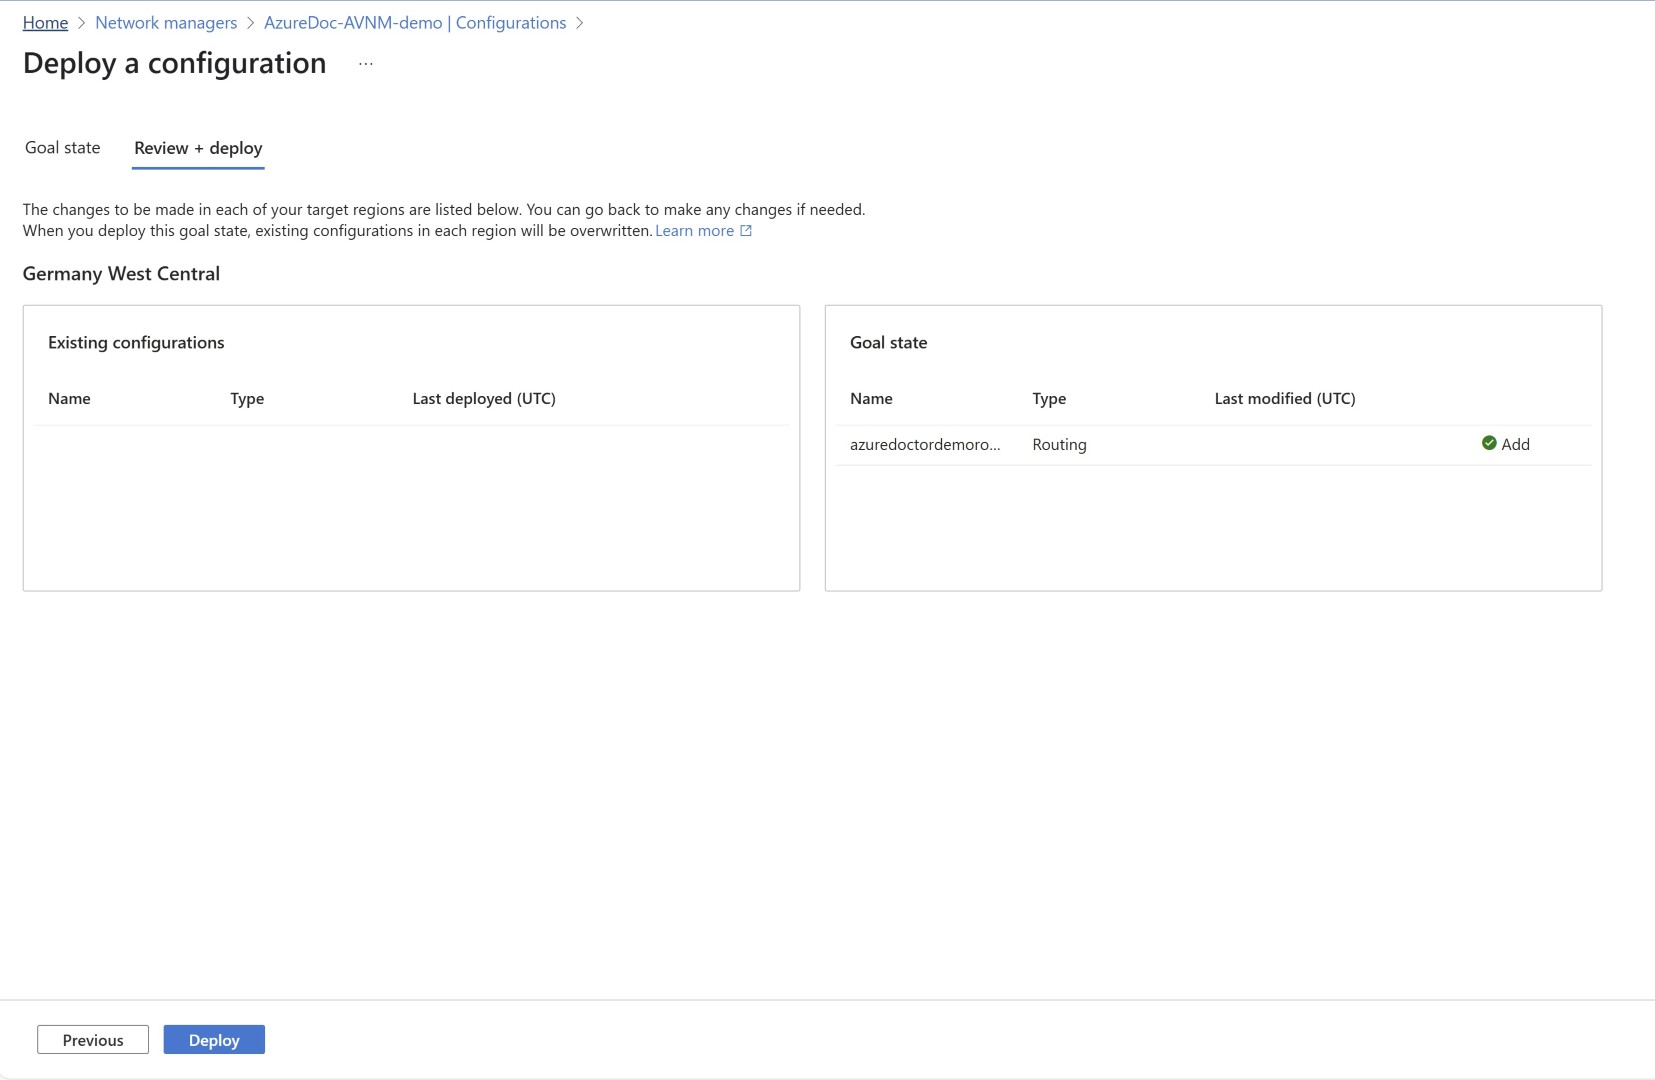 Home > Network managers > AzureDoc-AVNM-demo | Configurations >
Deploy a configuration ...
Goal state Review + deploy
The changes to be made in each of your target regions are listed below. You can go back to make any changes if needed.
When you deploy this goal state, existing configurations in each region will be overwritten. Learn more
Germany West Central
Existing configurations
Name Type Last deployed (UTC)
Goal state
Name Type Last modified (UTC)
azuredoctordemoro... Routing Add
Previous Deploy